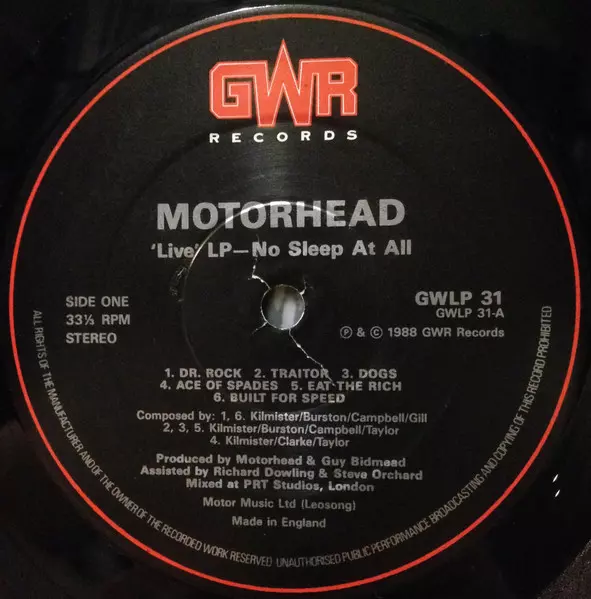 GWR
RECORDS
MOTORHEAD
'Live' LP—No Sleep At All
SIDE ONE
33⅓ RPM
STEREO
GWLP 31
GWLP 31-A
Ⓟ & © 1988 GWR Records
1. DR. ROCK 2. TRAITOR 3. DOGS
4. ACE OF SPADES 5. EAT THE RICH
6. BUILT FOR SPEED
Composed by: 1, 6. Kilmister/Burston/Campbell/Gill
2, 3, 5. Kilmister/Burston/Campbell/Taylor
4. Kilmister/Clarke/Taylor
Produced by Motorhead & Guy Bidmead
Assisted by Richard Dowling & Steve Orchard
Mixed at PRT Studios, London
Motor Music Ltd (Leosong)
Made in England
ALL RIGHTS OF THE MANUFACTURER AND OF THE OWNER OF THE RECORDED WORK RESERVED UNAUTHORISED PUBLIC PERFORMANCE BROADCASTING AND COPYING OF THIS RECORD PROHIBITED